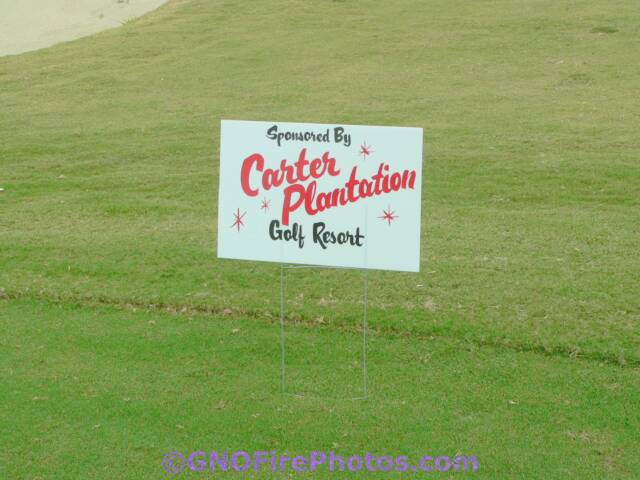 Sponsored By
Carter
Plantation
Golf Resort
©GNOFirePhotos.com